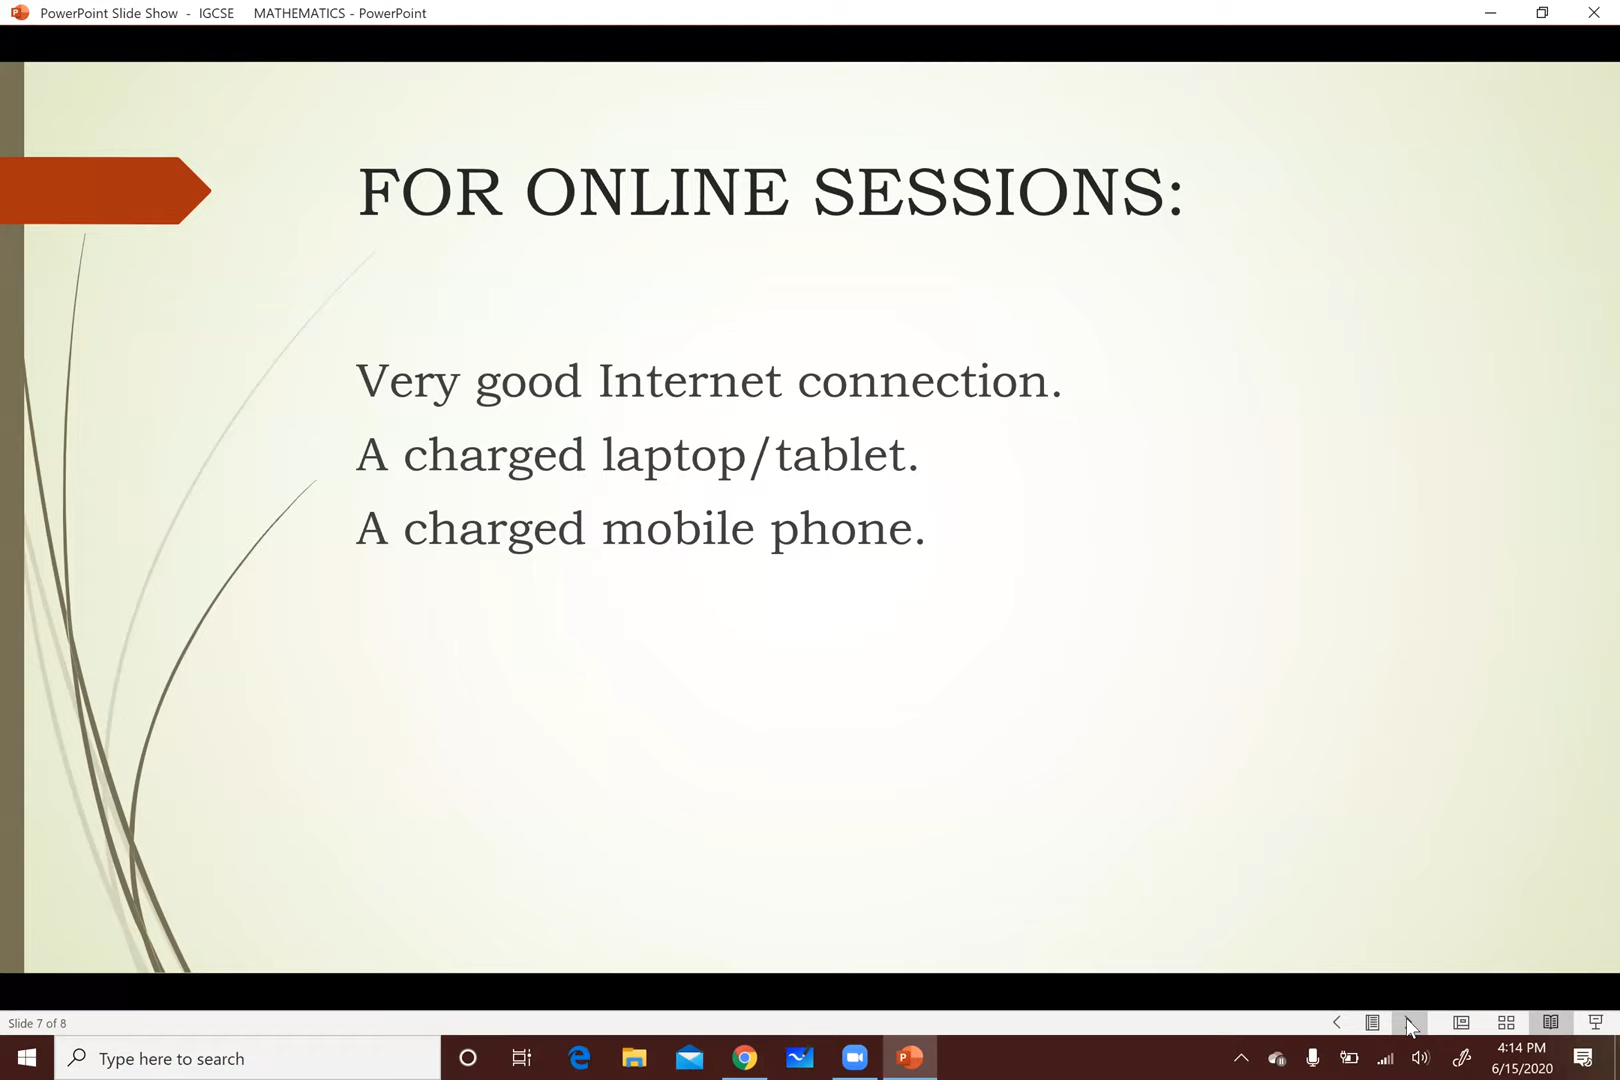 PowerPoint Slide Show - IGCSE MATHEMATICS - PowerPoint
FOR ONLINE SESSIONS:
Very good Internet connection.
A charged laptop/tablet.
A charged mobile phone.
Slide 7 of 8
Type here to search
4:14 PM
6/15/2020